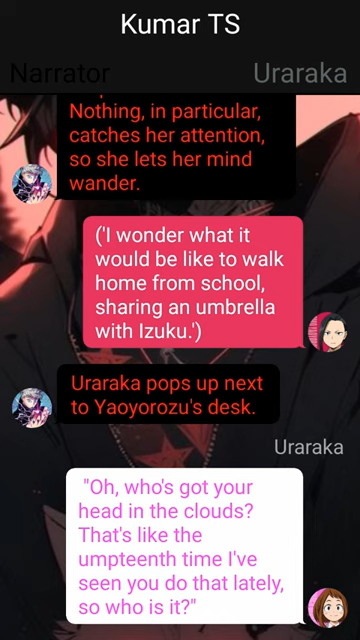 Kumar TS
Narrator
Uraraka
Nothing, in particular,
catches her attention,
so she lets her mind
wander.
('I wonder what it
would be like to walk
home from school,
sharing an umbrella
with Izuku.')
Uraraka pops up next
to Yaoyorozu's desk.
Uraraka
"Oh, who's got your
head in the clouds?
That's like the
umpteenth time I've
seen you do that lately,
so who is it?"